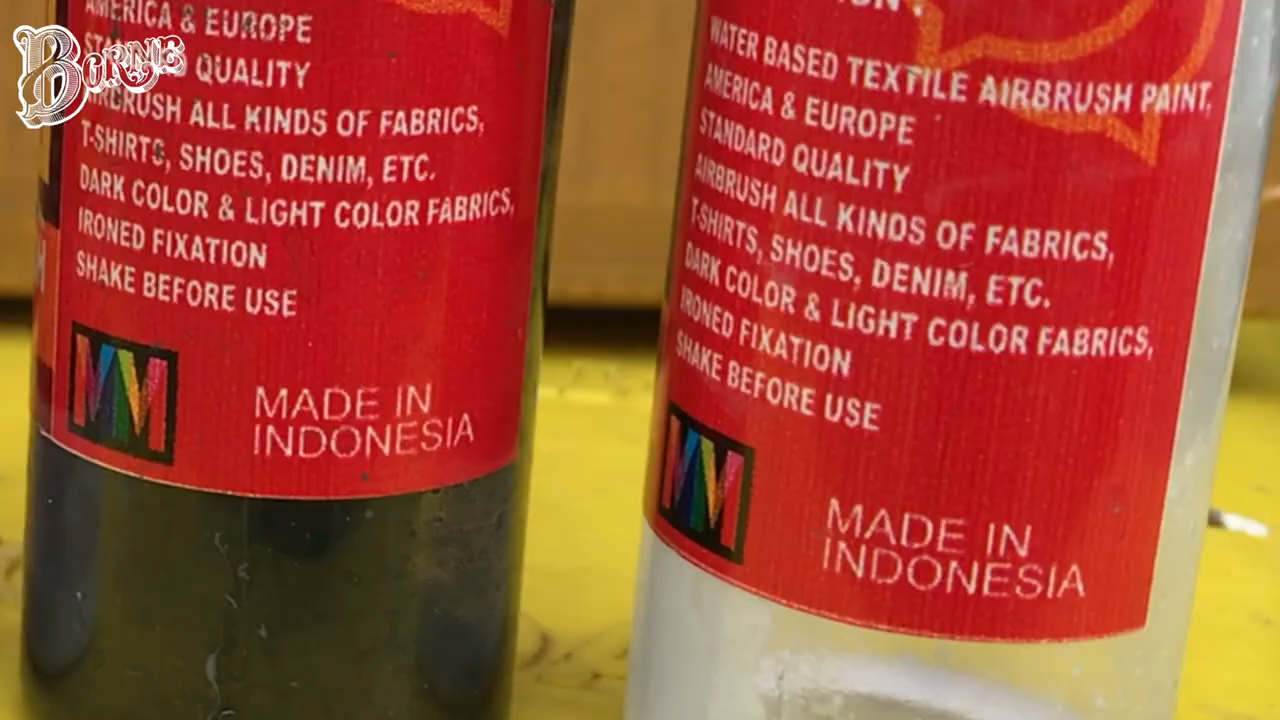 Borne
AMERICA & EUROPE
QUALITY
AIRBRUSH ALL KINDS OF FABRICS,
T-SHIRTS, SHOES, DENIM, ETC.
DARK COLOR & LIGHT COLOR FABRICS,
IRONED FIXATION
SHAKE BEFORE USE
MM
MADE IN
INDONESIA
WATER BASED TEXTILE AIRBRUSH PAINT,
AMERICA & EUROPE
STANDARD QUALITY
AIRBRUSH ALL KINDS OF FABRICS,
T-SHIRTS, SHOES, DENIM, ETC.
DARK COLOR & LIGHT COLOR FABRICS,
IRONED FIXATION
SHAKE BEFORE USE
MM
MADE IN
INDONESIA